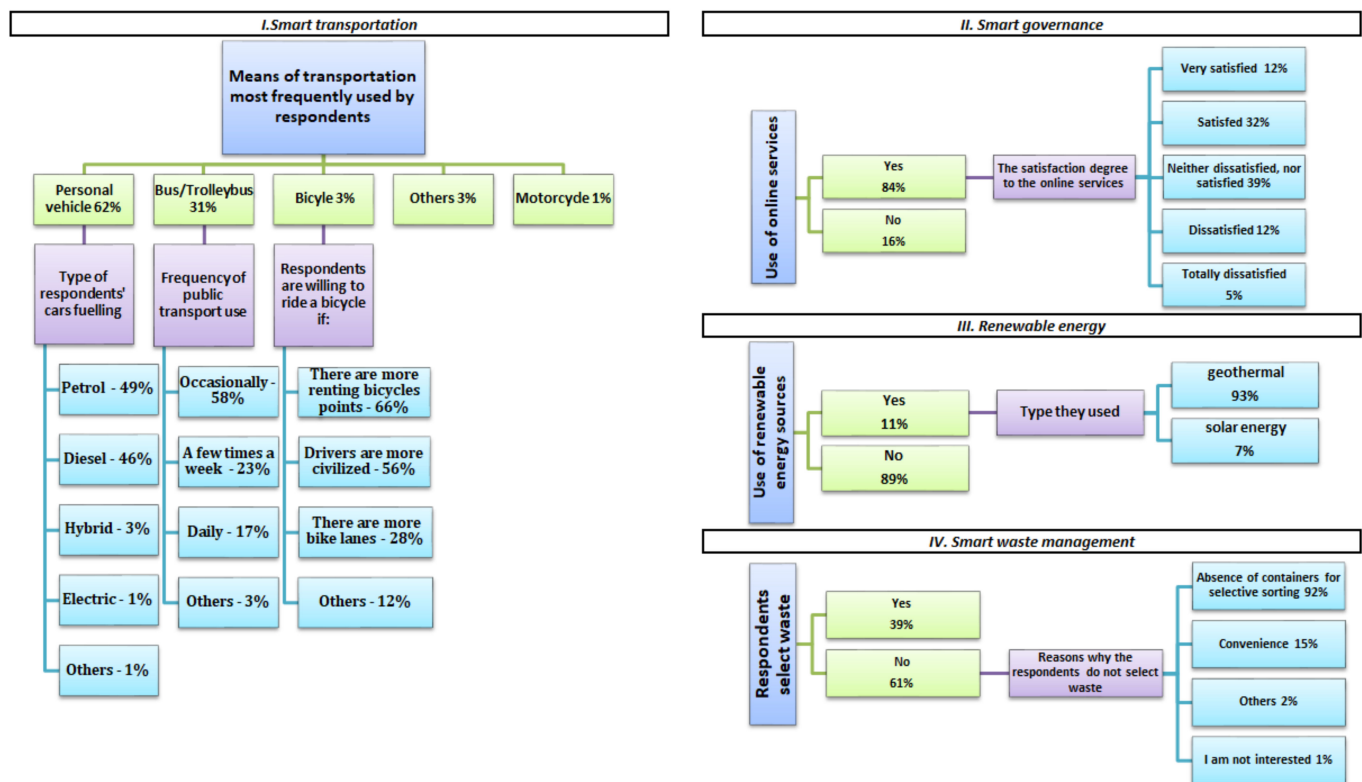 I.Smart transportation
Means of transportation
most frequently used by
respondents
Personal
vehicle 62%
Bus/Trolleybus
31%
Bicyle 3%
Others 3%
Motorcyde 1%
Type of
respondents'
cars fuelling
Frequency of
public
transport use
Respondents
are willing to
ride a bicycle
if:
Petrol - 49%
Diesel - 46%
Hybrid - 3%
Electric - 1%
Others - 1%
Occasionally -
58%
A few times a
week - 23%
Daily - 17%
Others - 3%
There are more
renting bicycles
points - 66%
Drivers are more
civilized - 56%
There are more
bike lanes - 28%
Others - 12%
II. Smart governance
Use of online services
Yes
84%
No
16%
The satisfaction degree
to the online services
Very satisfied 12%
Satisfed 32%
Neither dissatisfied, nor
satisfied 39%
Dissatisfied 12%
Totally dissatisfied
5%
III. Renewable energy
Use of renewable
energy sources
Yes
11%
No
89%
Type they used
geothermal
93%
solar energy
7%
IV. Smart waste management
Respondents
select waste
Yes
39%
No
61%
Reasons why the
respondents do not select
waste
Absence of containers for
selective sorting 92%
Convenience 15%
Others 2%
I am not interested 1%